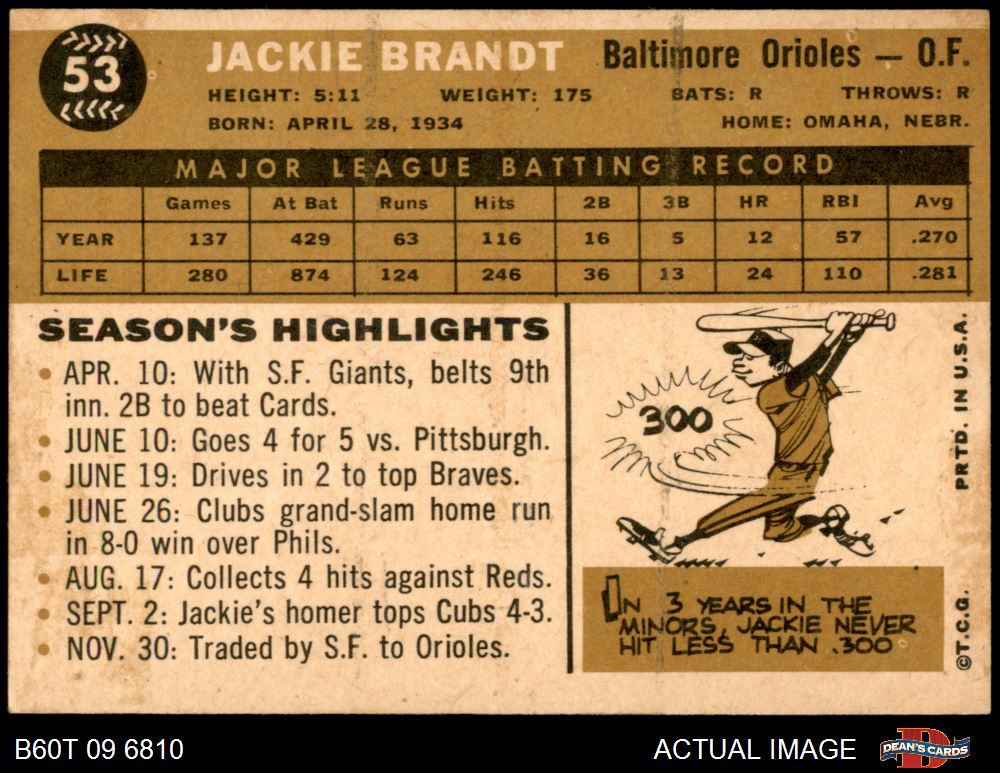 53
JACKIE BRANDT Baltimore Orioles — O.F.
HEIGHT: 5:11 WEIGHT: 175 BATS: R THROWS: R
BORN: APRIL 28, 1934 HOME: OMAHA, NEBR.
MAJOR LEAGUE BATTING RECORD
Games At Bat Runs Hits 2B 3B HR RBI Avg
YEAR 137 429 63 116 16 5 12 57 .270
LIFE 280 874 124 246 36 13 24 110 .281
SEASON'S HIGHLIGHTS
• APR. 10: With S.F. Giants, belts 9th
inn. 2B to beat Cards.
• JUNE 10: Goes 4 for 5 vs. Pittsburgh.
• JUNE 19: Drives in 2 to top Braves.
• JUNE 26: Clubs grand-slam home run
in 8-0 win over Phils.
• AUG. 17: Collects 4 hits against Reds.
• SEPT. 2: Jackie's homer tops Cubs 4-3.
• NOV. 30: Traded by S.F. to Orioles.
300
IN 3 YEARS IN THE
MINORS, JACKIE NEVER
HIT LESS THAN .300
©T.C.G. PRTD. IN U.S.A.
B60T 09 6810 ACTUAL IMAGE DEAN'S CARDS